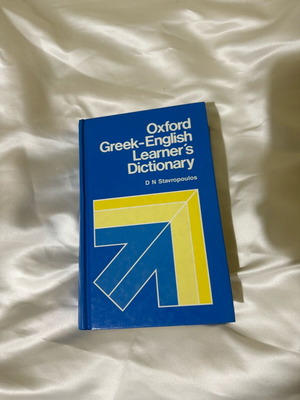 Oxford
Greek-English
Learner's
Dictionary
D N Stavropoulos